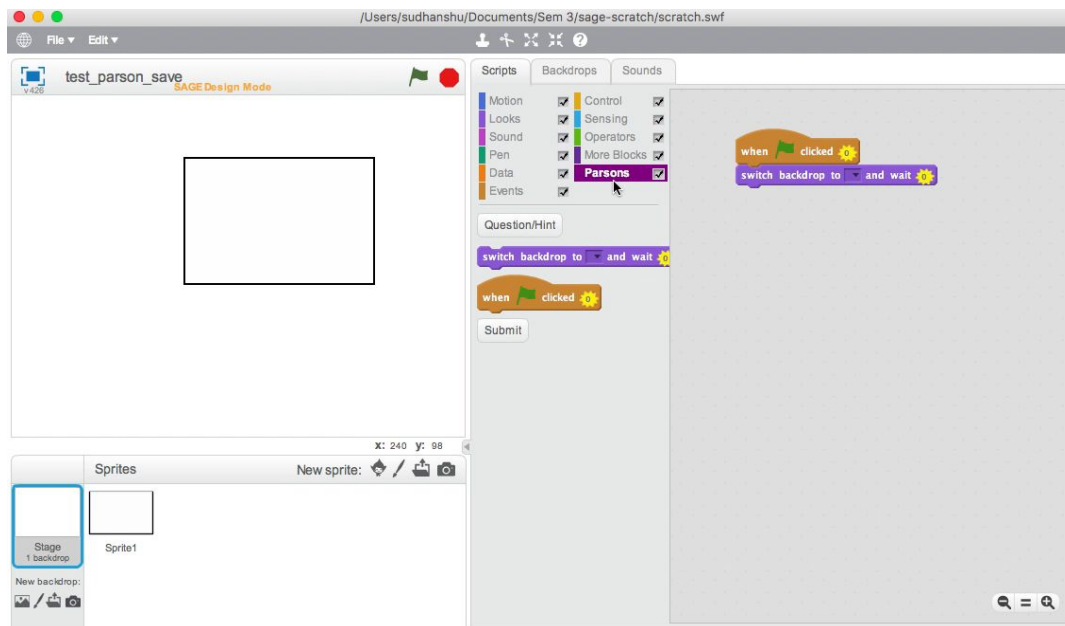 /Users/sudhanshu/Documents/Sem 3/sage-scratch/scratch.swf
File Edit
v426
test_parson_save
SAGE Design Mode
x: 240 y: 98
Sprites
New sprite:
Stage
1 backdrop
Sprite1
New backdrop:
Scripts Backdrops Sounds
Motion Control
Looks Sensing
Sound Operators
Pen More Blocks
Data Parsons
Events
Question/Hint
switch backdrop to and wait 0
when clicked 0
Submit
when clicked 0
switch backdrop to and wait 0